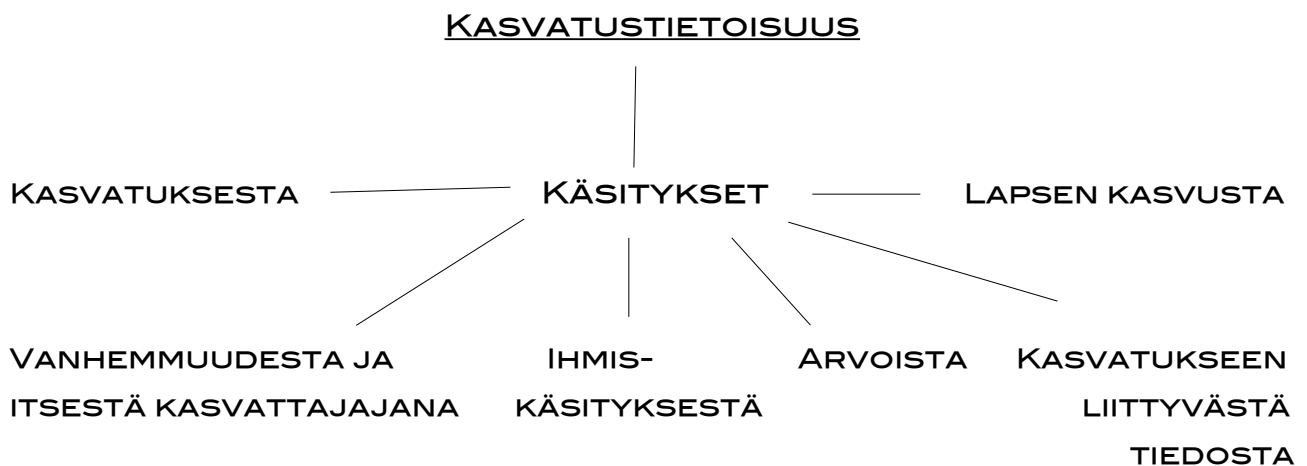 Kasvatustietoisuus
Kasvatuksesta Käsitykset Lapsen kasvusta
Vanhemmuudesta ja Ihmis- Arvoista Kasvatukseen
itsestä kasvattajajana käsityksestä liittyvästä
tiedosta